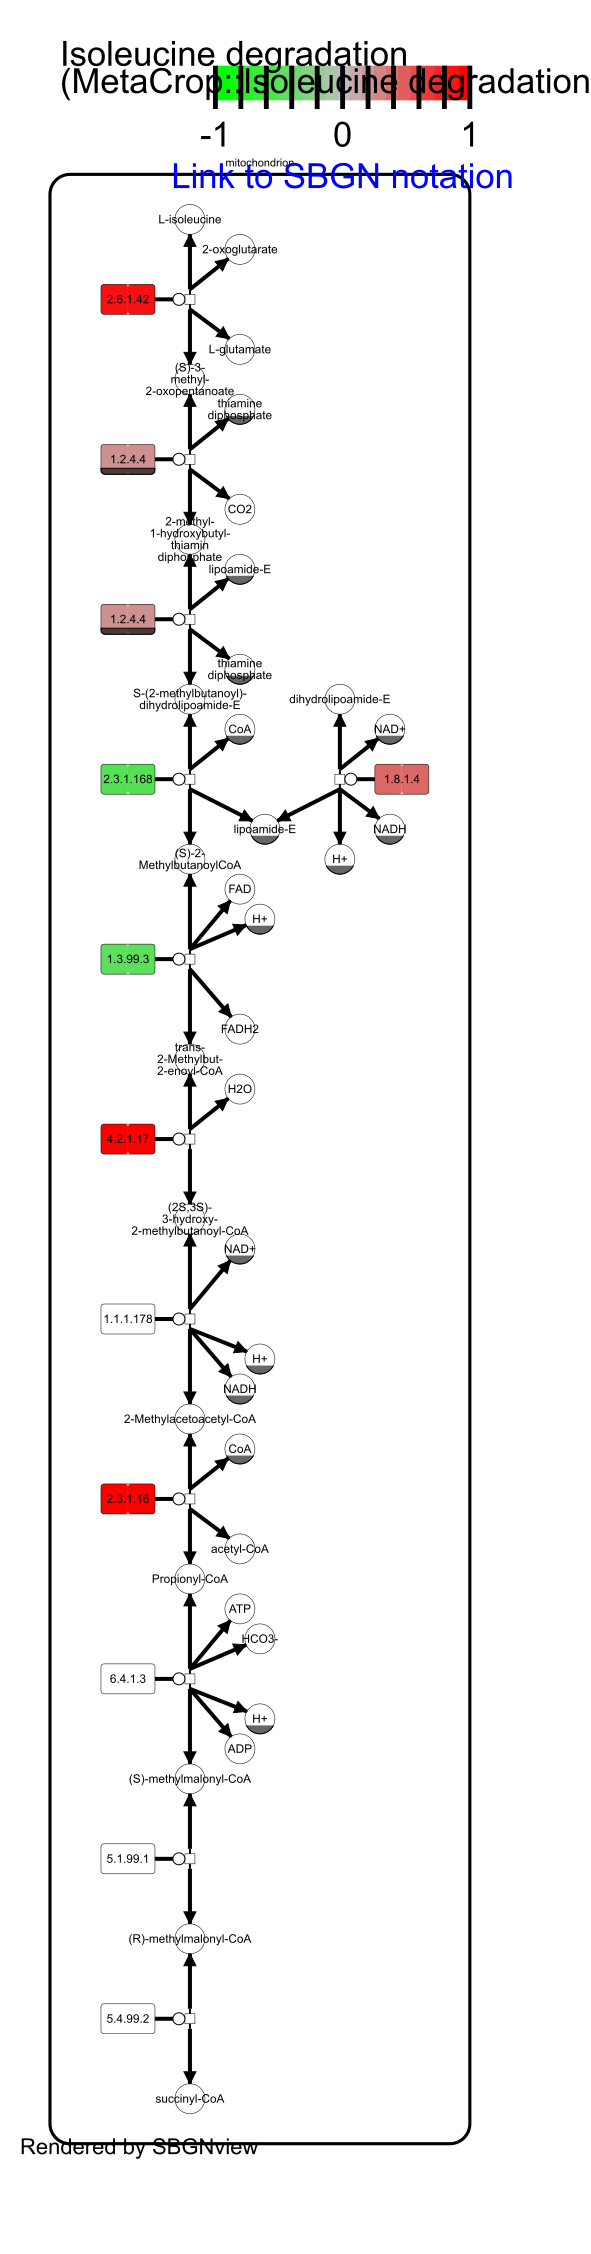 Isoleucine degradation
(MetaCrop::Isoleucine degradation
-1 0 1
mitochondrion
Link to SBGN notation
L-isoleucine
2-oxoglutarate
2.6.1.42
L-glutamate
(S)-3-
methyl-
2-oxopentanoate
thiamine
diphosphate
1.2.4.4
CO2
2-methyl-
1-hydroxybutyl-
thiamin
diphosphate
lipoamide-E
1.2.4.4
thiamine
diphosphate
S-(2-methylbutanoyl)-
dihydrolipoamide-E
dihydrolipoamide-E
CoA
NAD+
2.3.1.168
1.8.1.4
lipoamide-E
NADH
(S)-2-
MethylbutanoylCoA
H+
FAD
H+
1.3.99.3
FADH2
trans-
2-Methylbut-
2-enoyl-CoA
H2O
4.2.1.17
(2S,3S)-
3-hydroxy-
2-methylbutanoyl-CoA
NAD+
1.1.1.178
H+
NADH
2-Methylacetoacetyl-CoA
CoA
2.3.1.16
acetyl-CoA
Propionyl-CoA
ATP
HCO3-
6.4.1.3
H+
ADP
(S)-methylmalonyl-CoA
5.1.99.1
(R)-methylmalonyl-CoA
5.4.99.2
succinyl-CoA
Rendered by SBGNview